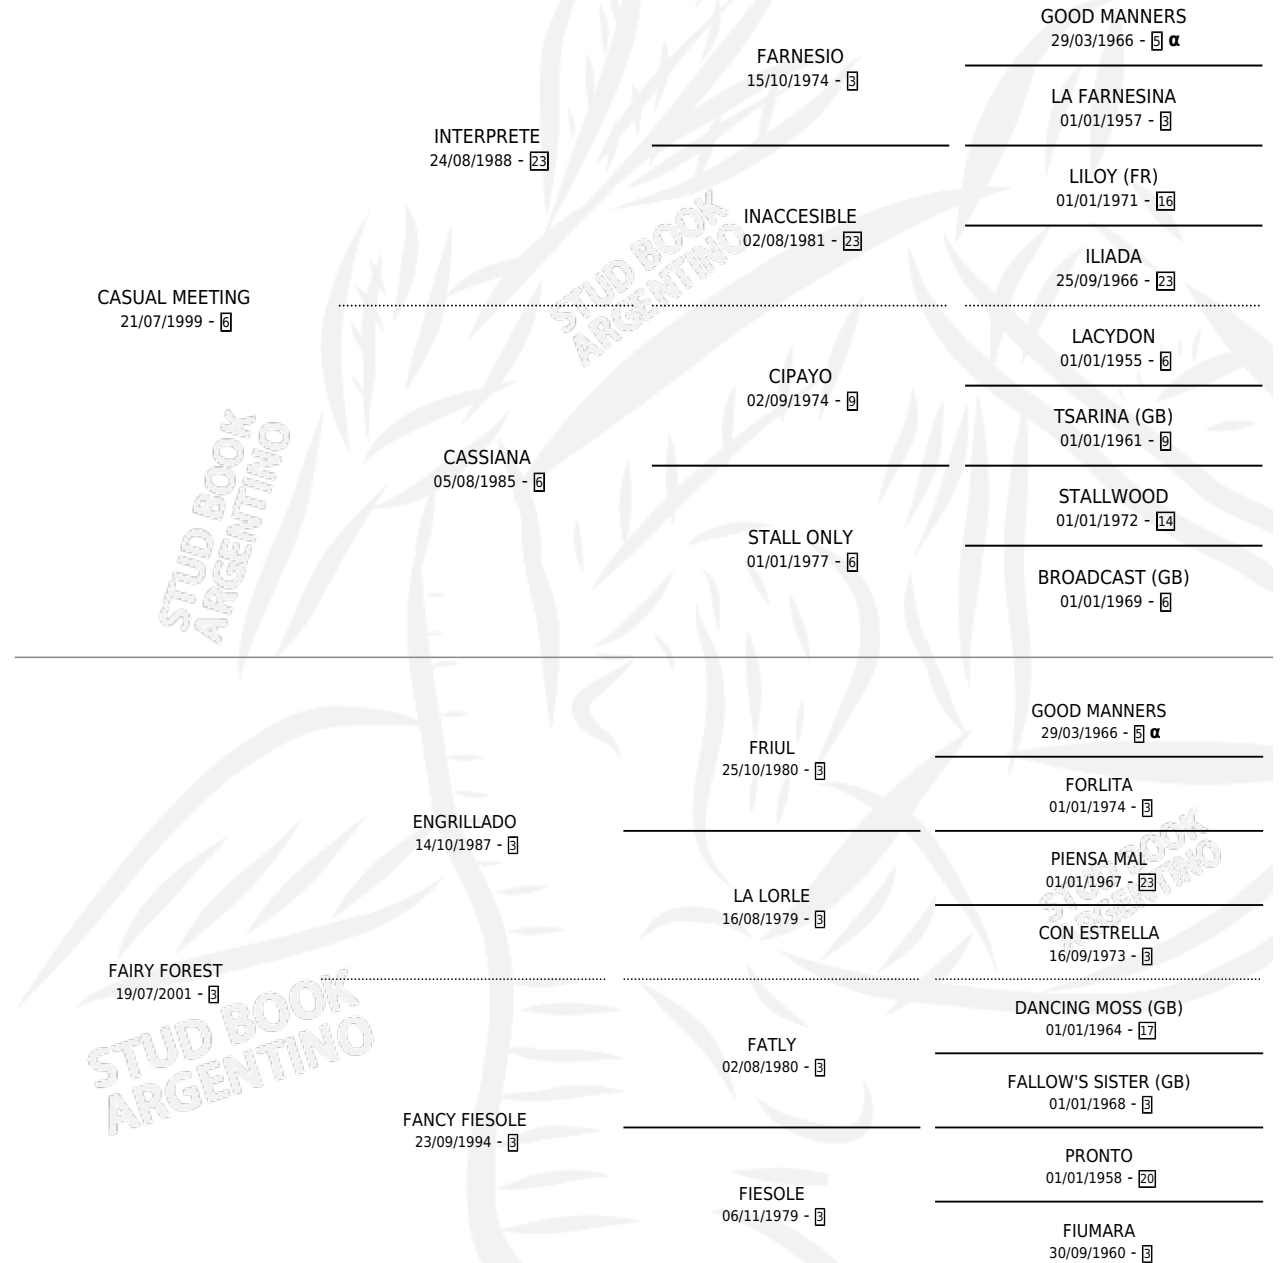 GOOD MANNERS
29/03/1966 - 5 α
FARNESIO
15/10/1974 - 3
LA FARNESINA
01/01/1957 - 3
INTERPRETE
24/08/1988 - 23
LILOY (FR)
01/01/1971 - 16
INACCESIBLE
02/08/1981 - 23
ILIADA
25/09/1966 - 23
CASUAL MEETING
21/07/1999 - 6
LACYDON
01/01/1955 - 6
CIPAYO
02/09/1974 - 9
TSARINA (GB)
01/01/1961 - 9
CASSIANA
05/08/1985 - 6
STALLWOOD
01/01/1972 - 14
STALL ONLY
01/01/1977 - 6
BROADCAST (GB)
01/01/1969 - 6
GOOD MANNERS
29/03/1966 - 5 α
FRIUL
25/10/1980 - 3
FORLITA
01/01/1974 - 3
ENGRILLADO
14/10/1987 - 3
PIENSA MAL
01/01/1967 - 23
LA LORLE
16/08/1979 - 3
CON ESTRELLA
16/09/1973 - 3
FAIRY FOREST
19/07/2001 - 3
DANCING MOSS (GB)
01/01/1964 - 17
FATLY
02/08/1980 - 3
FALLOW'S SISTER (GB)
01/01/1968 - 3
FANCY FIESOLE
23/09/1994 - 3
PRONTO
01/01/1958 - 20
FIESOLE
06/11/1979 - 3
FIUMARA
30/09/1960 - 3
STUD BOOK
ARGENTINO
STUD BOOK
ARGENTINO
STUD BOOK
ARGENTINO
STUD BOOK
ARGENTINO